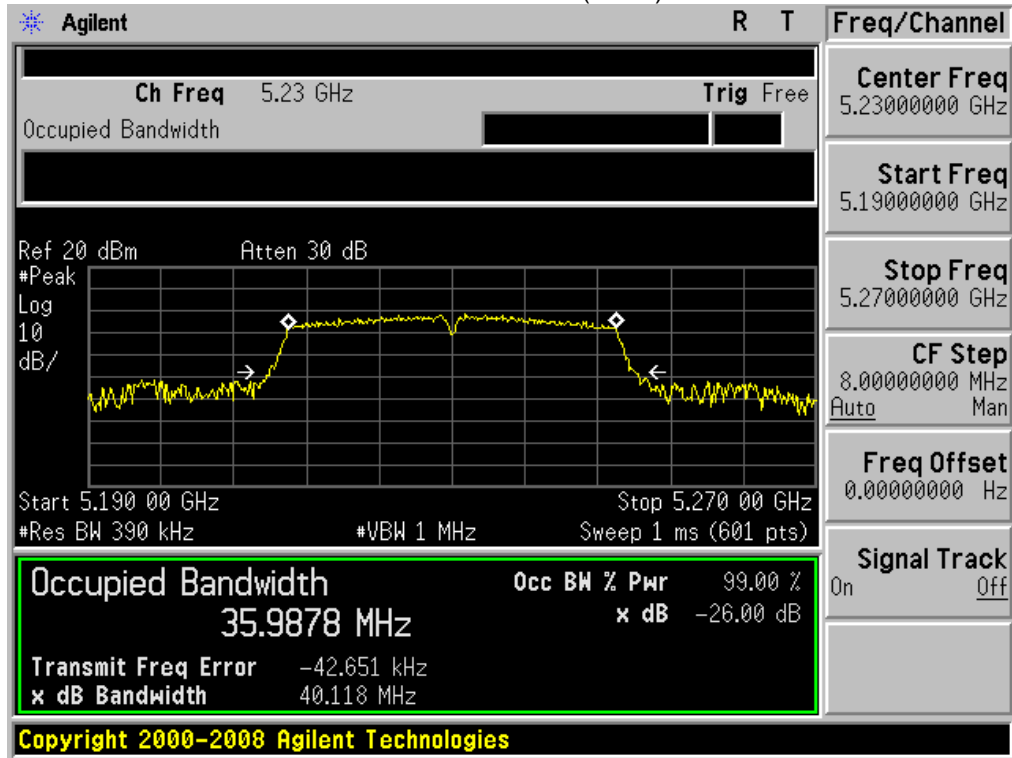 Agilent R T Freq/Channel
Ch Freq 5.23 GHz Trig Free
Occupied Bandwidth
Center Freq
5.23000000 GHz
Start Freq
5.19000000 GHz
Stop Freq
5.27000000 GHz
CF Step
8.00000000 MHz
Auto Man
Freq Offset
0.00000000 Hz
Signal Track
On Off
Ref 20 dBm Atten 30 dB
#Peak
Log
10
dB/
Start 5.190 00 GHz Stop 5.270 00 GHz
#Res BW 390 kHz #VBW 1 MHz Sweep 1 ms (601 pts)
Occupied Bandwidth Occ BW % Pwr 99.00 %
35.9878 MHz x dB -26.00 dB
Transmit Freq Error -42.651 kHz
x dB Bandwidth 40.118 MHz
Copyright 2000-2008 Agilent Technologies